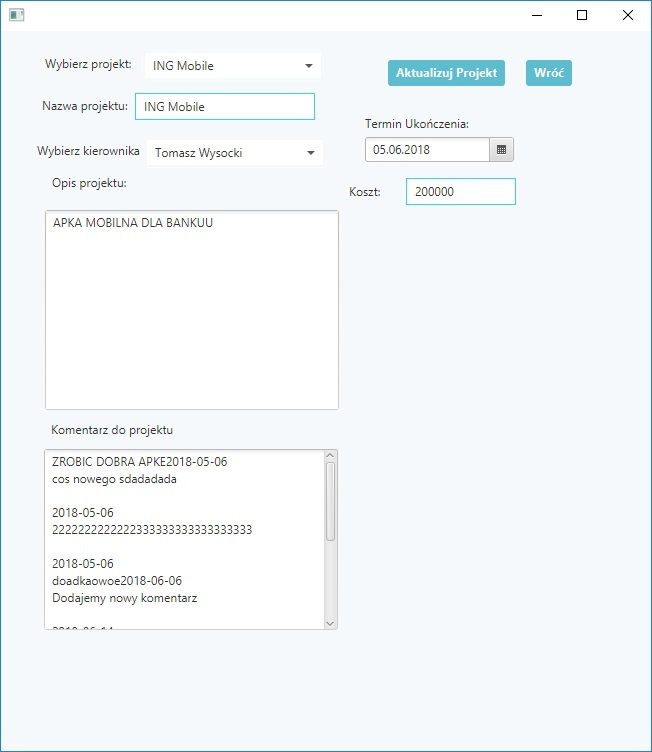 Wybierz projekt:
ING Mobile
Aktualizuj Projekt
Wróć
Nazwa projektu:
ING Mobile
Termin Ukończenia:
Wybierz kierownika
Tomasz Wysocki
05.06.2018
Opis projektu:
Koszt:
200000
APKA MOBILNA DLA BANKUU
Komentarz do projektu
ZROBIC DOBRA APKE2018-05-06
cos nowego sdadadada
2018-05-06
2018-05-06
doadkaowoe2018-06-06
Dodajemy nowy komentarz